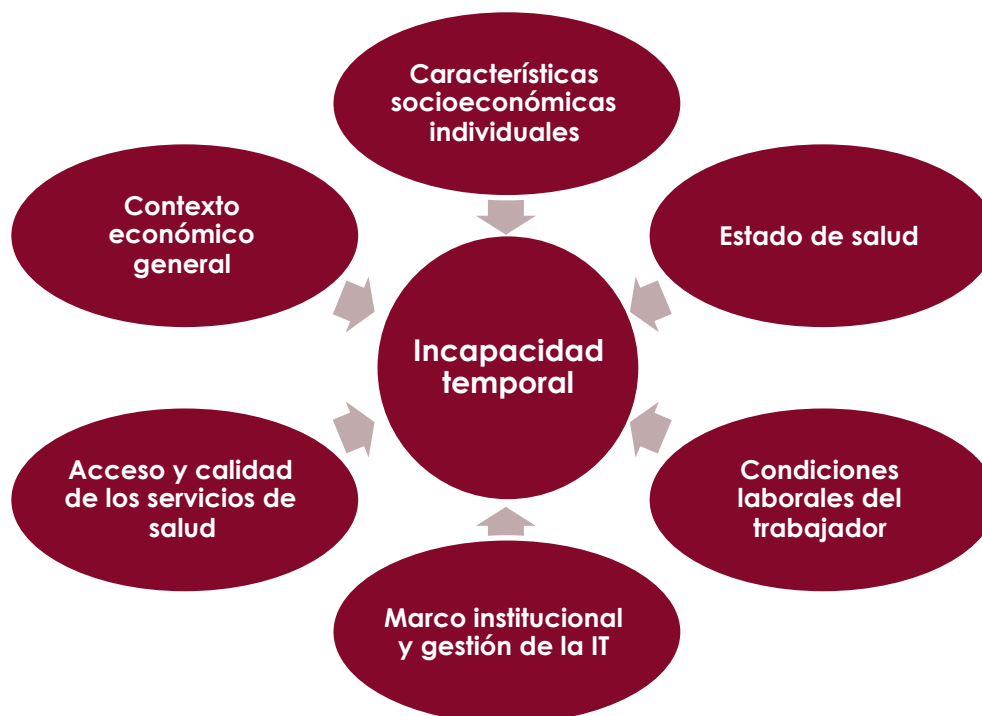 Características
socioeconómicas
individuales
Contexto
económico
general
Estado de salud
Incapacidad
temporal
Acceso y calidad
de los servicios de
salud
Condiciones
laborales del
trabajador
Marco institucional
y gestión de la IT